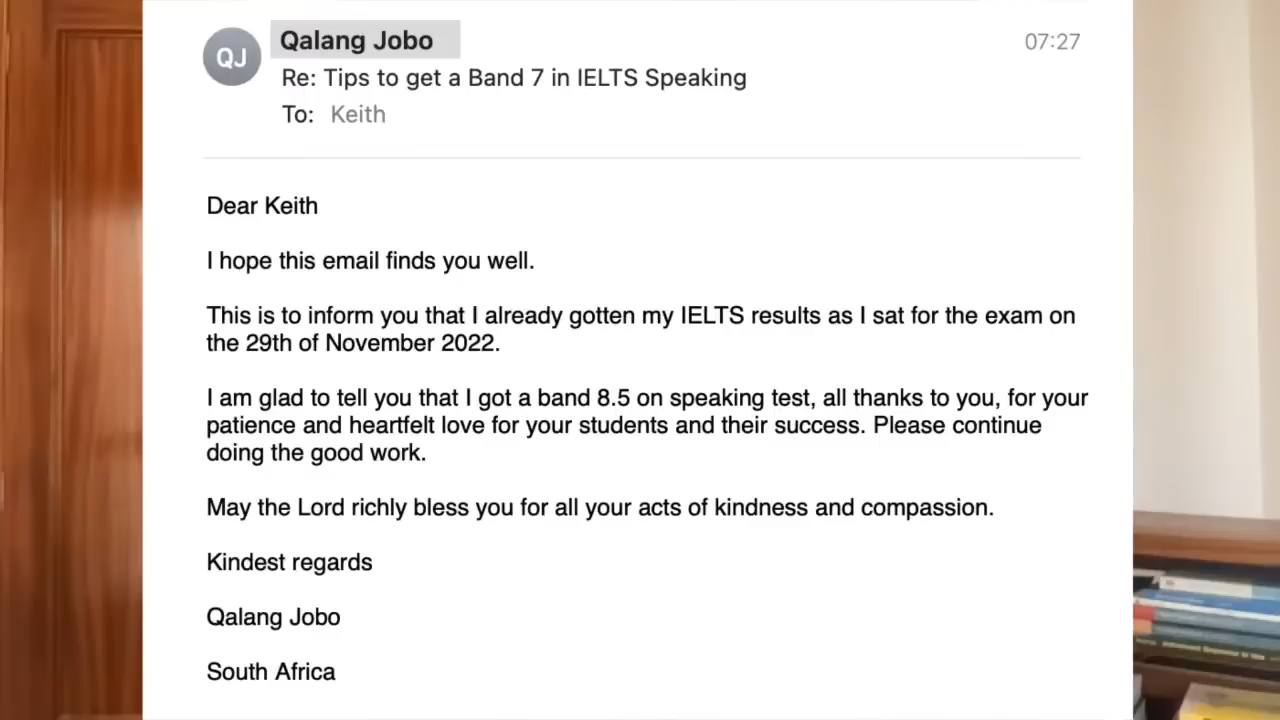 QJ
Qalang Jobo
07:27
Re: Tips to get a Band 7 in IELTS Speaking
To: Keith
Dear Keith
I hope this email finds you well.
This is to inform you that I already gotten my IELTS results as I sat for the exam on
the 29th of November 2022.
I am glad to tell you that I got a band 8.5 on speaking test, all thanks to you, for your
patience and heartfelt love for your students and their success. Please continue
doing the good work.
May the Lord richly bless you for all your acts of kindness and compassion.
Kindest regards
Qalang Jobo
South Africa